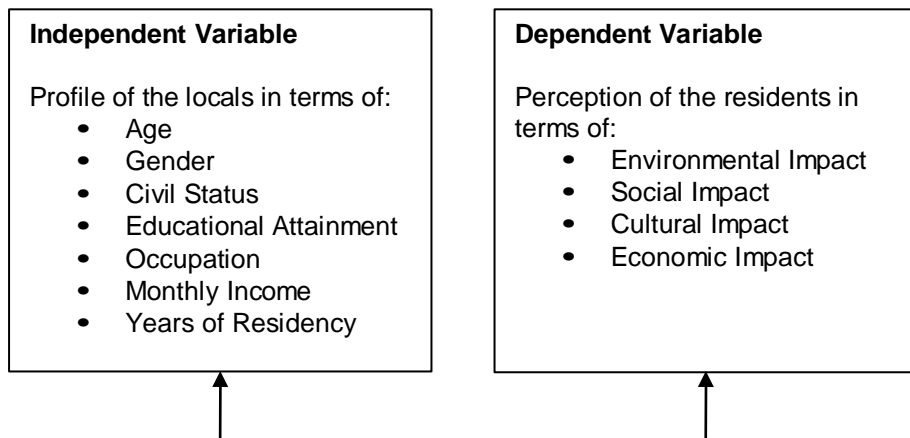 Independent Variable
Profile of the locals in terms of:
• Age
• Gender
• Civil Status
• Educational Attainment
• Occupation
• Monthly Income
• Years of Residency
Dependent Variable
Perception of the residents in
terms of:
• Environmental Impact
• Social Impact
• Cultural Impact
• Economic Impact